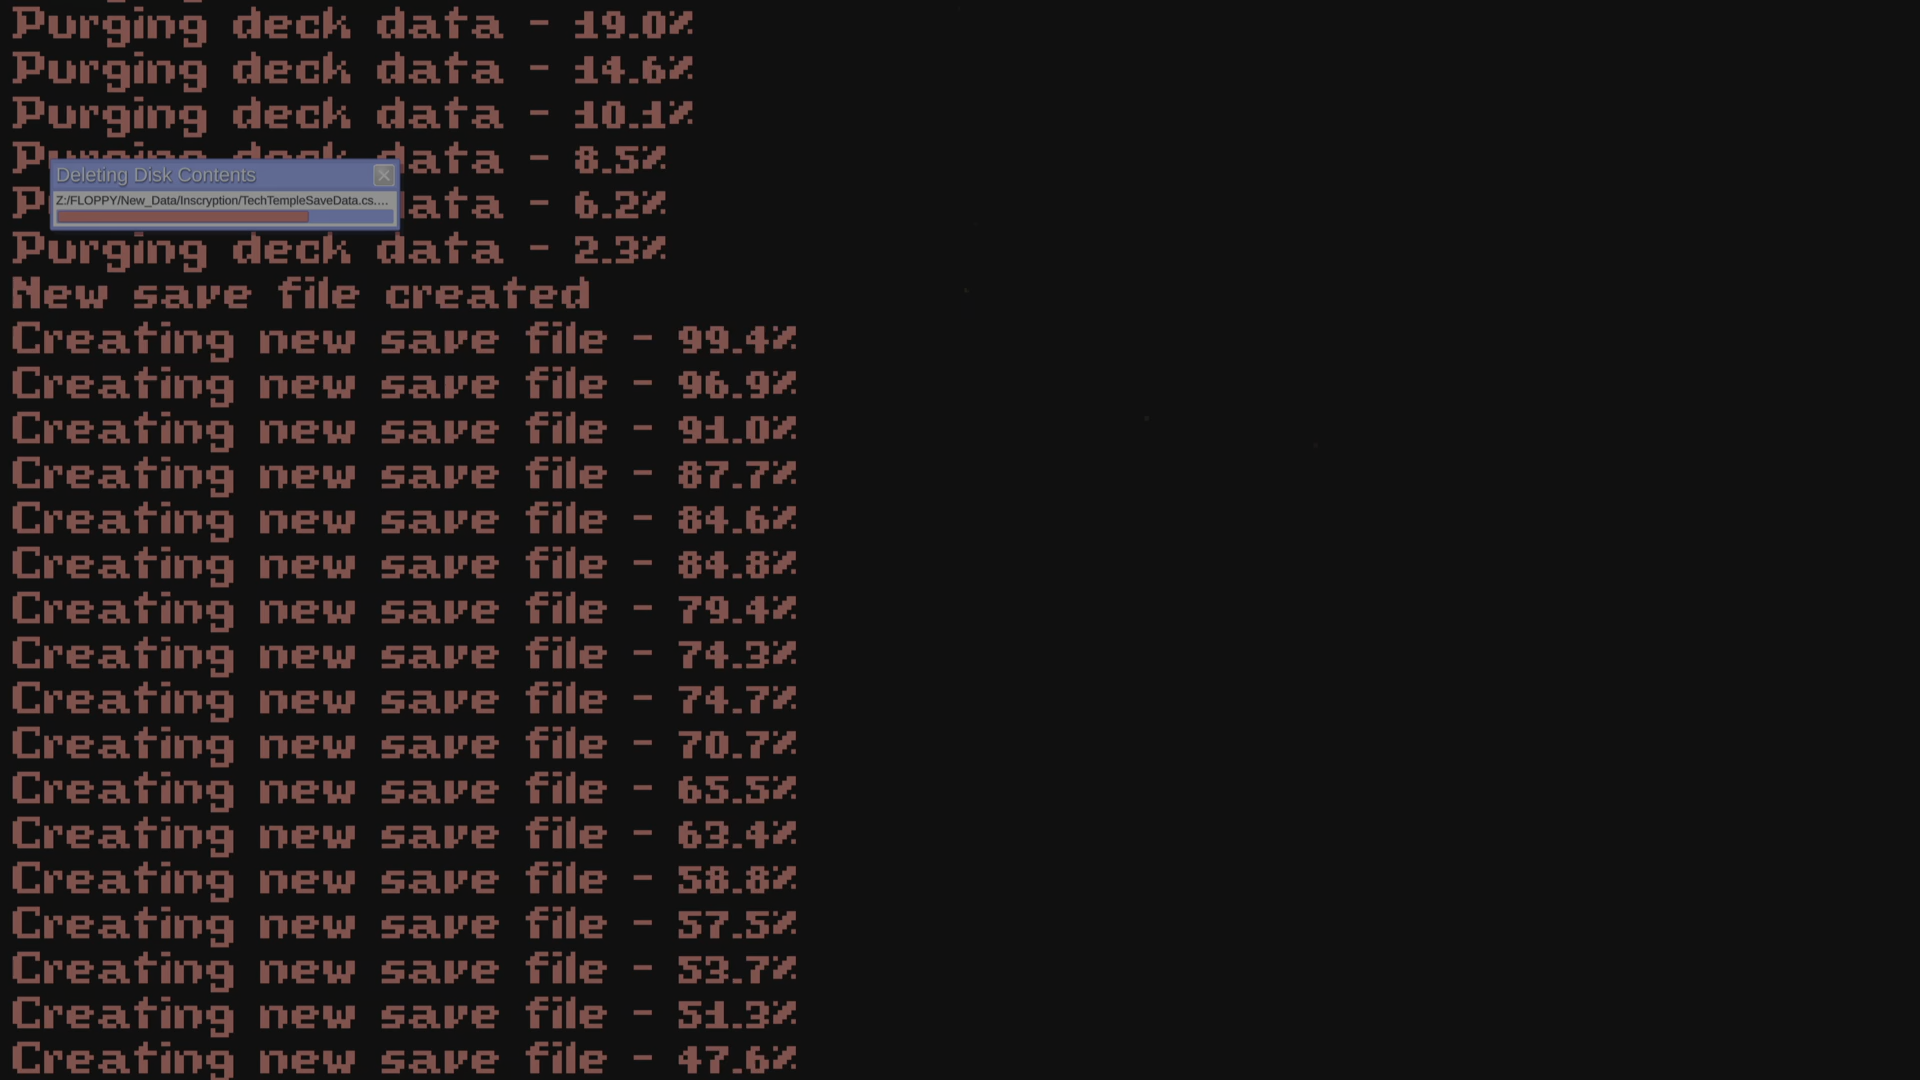 Purging deck data - 19.0%
Purging deck data - 14.6%
Purging deck data - 10.1%
data - 8.5%
Deleting Disk Contents
Z:/FLOPPY/New_Data/Inscryption/TechTempleSaveData.cs....
data - 6.2%
Purging deck data - 2.3%
New save file created
Creating new save file - 99.4%
Creating new save file - 96.9%
Creating new save file - 91.0%
Creating new save file - 87.7%
Creating new save file - 84.6%
Creating new save file - 84.8%
Creating new save file - 79.4%
Creating new save file - 74.3%
Creating new save file - 74.7%
Creating new save file - 70.7%
Creating new save file - 65.5%
Creating new save file - 63.4%
Creating new save file - 58.8%
Creating new save file - 57.5%
Creating new save file - 53.7%
Creating new save file - 51.3%
Creating new save file - 47.6%